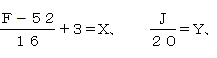 (F－52)/16＋3＝X、 J/20＝Y、